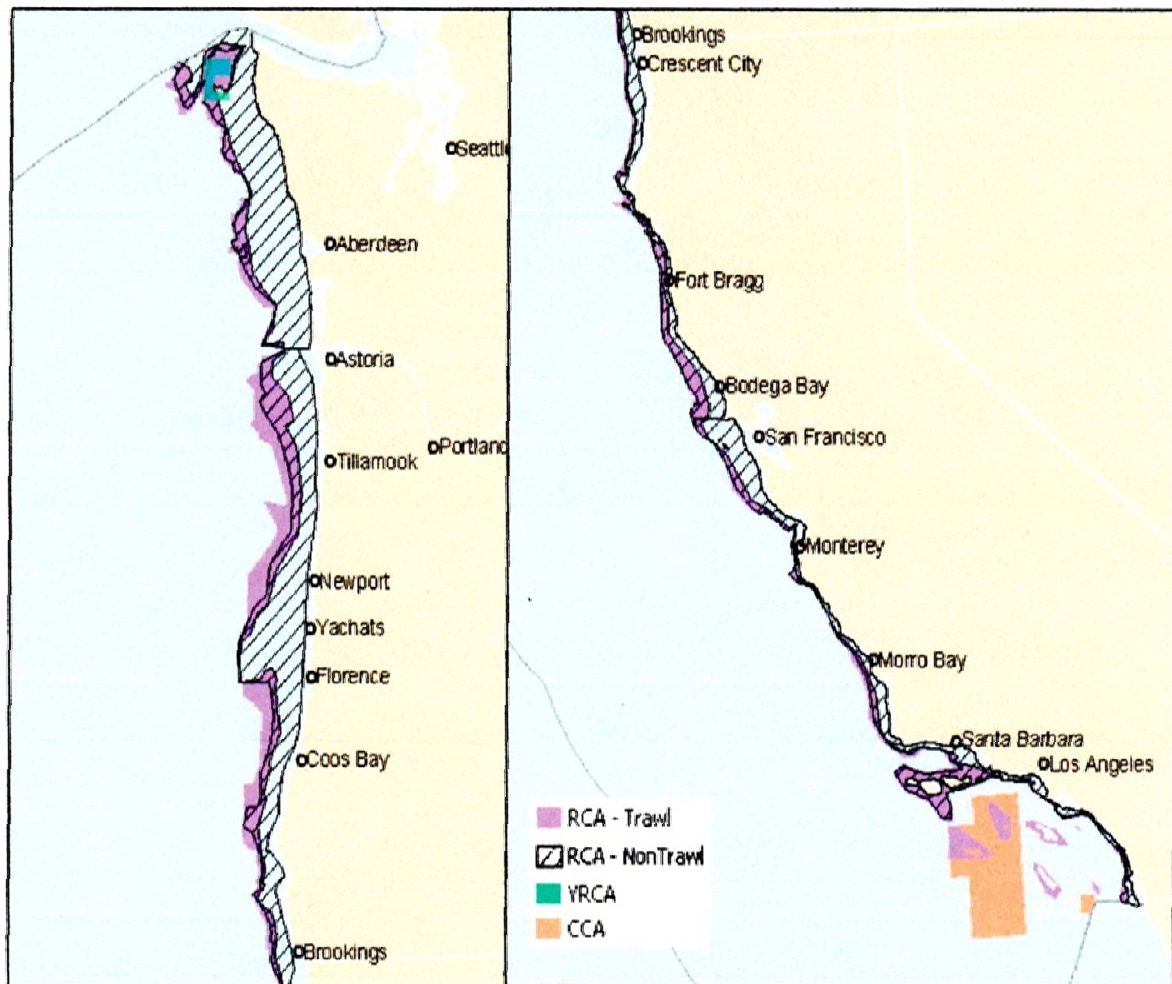 Seattle
Aberdeen
Astoria
Portland
Tillamook
Newport
Yachats
Florence
Coos Bay
Brookings
Brookings
Crescent City
Fort Bragg
Bodega Bay
San Francisco
Monterey
Morro Bay
Santa Barbara
Los Angeles
RCA - Trawl
RCA - NonTrawl
YRCA
CCA